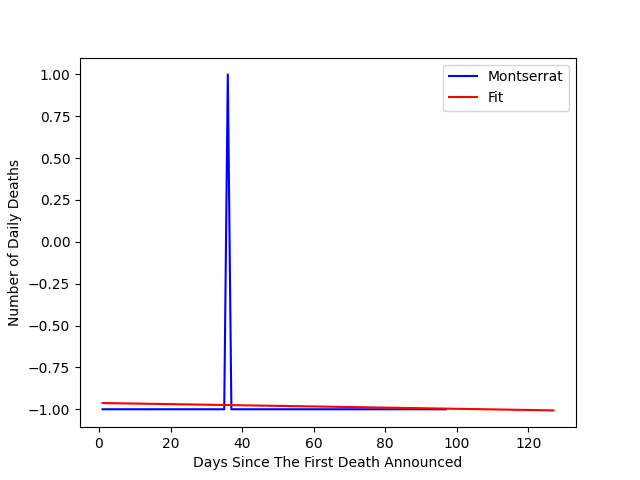 Montserrat
Fit
1.00
0.75
0.50
0.25
0.00
−0.25
−0.50
−0.75
−1.00
Number of Daily Deaths
0 20 40 60 80 100 120
Days Since The First Death Announced